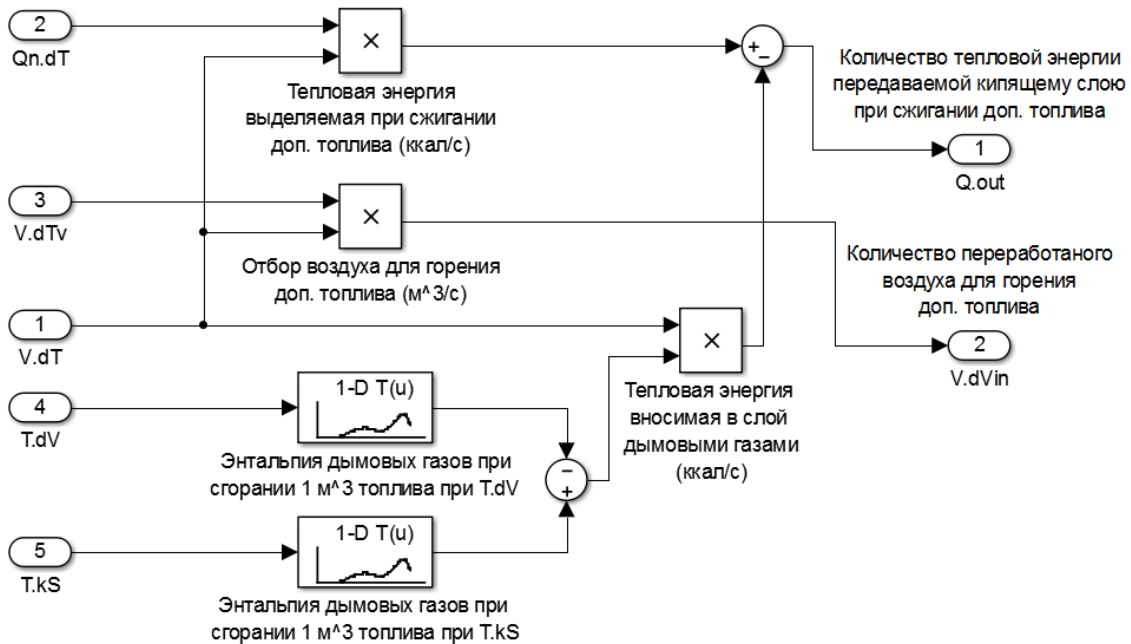 2
Qn.dT
×
Тепловая энергия
выделяемая при сжигании
доп. топлива (ккал/с)
+
−
Количество тепловой энергии
передаваемой кипящему слою
при сжигании доп. топлива
1
Q.out
3
V.dTv
×
Отбор воздуха для горения
доп. топлива (м^3/с)
Количество переработаного
воздуха для горения
доп. топлива
2
V.dVin
1
V.dT
×
Тепловая энергия
вносимая в слой
дымовыми газами
(ккал/с)
4
T.dV
1-D T(u)
Энтальпия дымовых газов при
сгорании 1 м^3 топлива при T.dV
−
+
5
T.kS
1-D T(u)
Энтальпия дымовых газов при
сгорании 1 м^3 топлива при T.kS